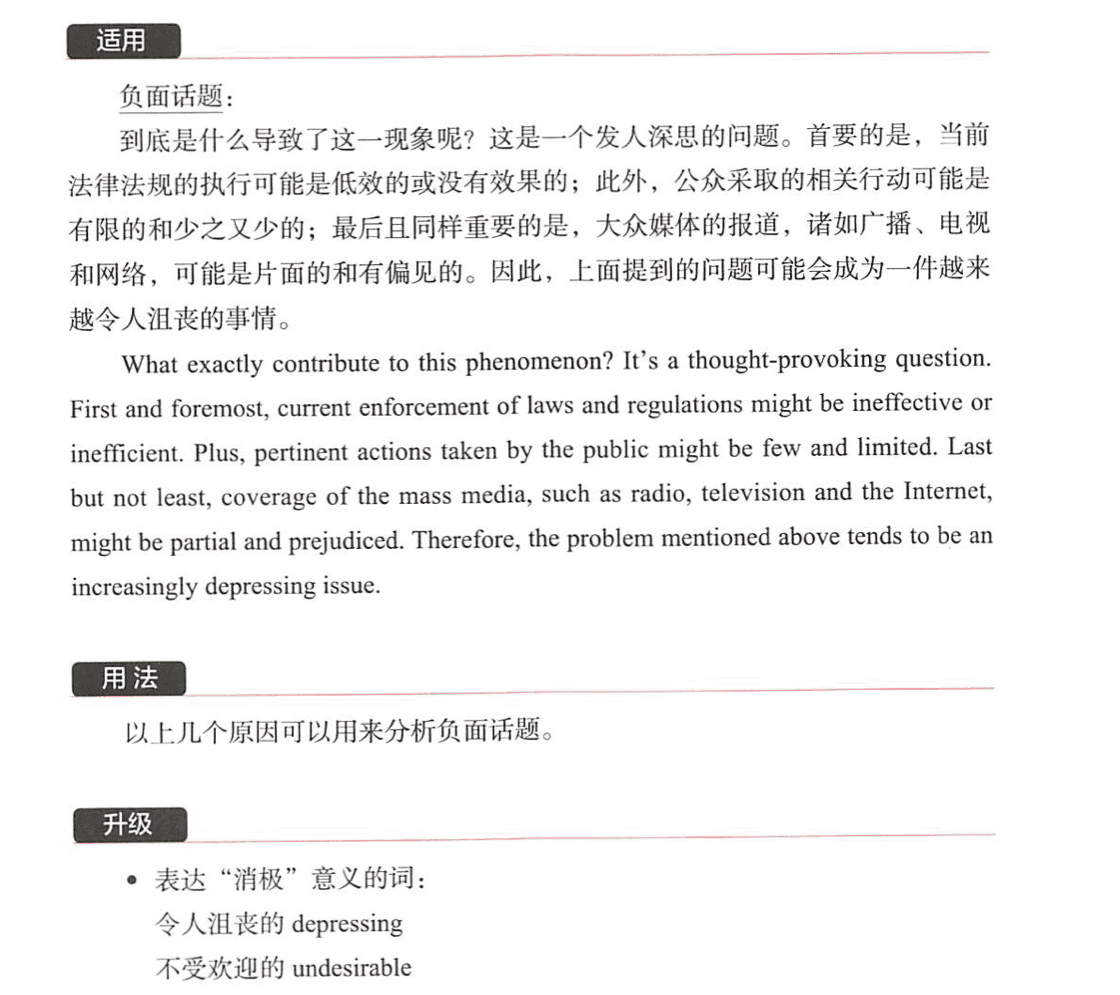 适用
负面话题：
到底是什么导致了这一现象呢？这是一个发人深思的问题。首要的是，当前
法律法规的执行可能是低效的或没有效果的；此外，公众采取的相关行动可能是
有限的和少之又少的；最后且同样重要的是，大众媒体的报道，诸如广播、电视
和网络，可能是片面的和有偏见的。因此，上面提到的问题可能会成为一件越来
越令人沮丧的事情。
What exactly contribute to this phenomenon? It's a thought-provoking question.
First and foremost, current enforcement of laws and regulations might be ineffective or
inefficient. Plus, pertinent actions taken by the public might be few and limited. Last
but not least, coverage of the mass media, such as radio, television and the Internet,
might be partial and prejudiced. Therefore, the problem mentioned above tends to be an
increasingly depressing issue.
用法
以上几个原因可以用来分析负面话题。
升级
• 表达“消极”意义的词：
令人沮丧的 depressing
不受欢迎的 undesirable